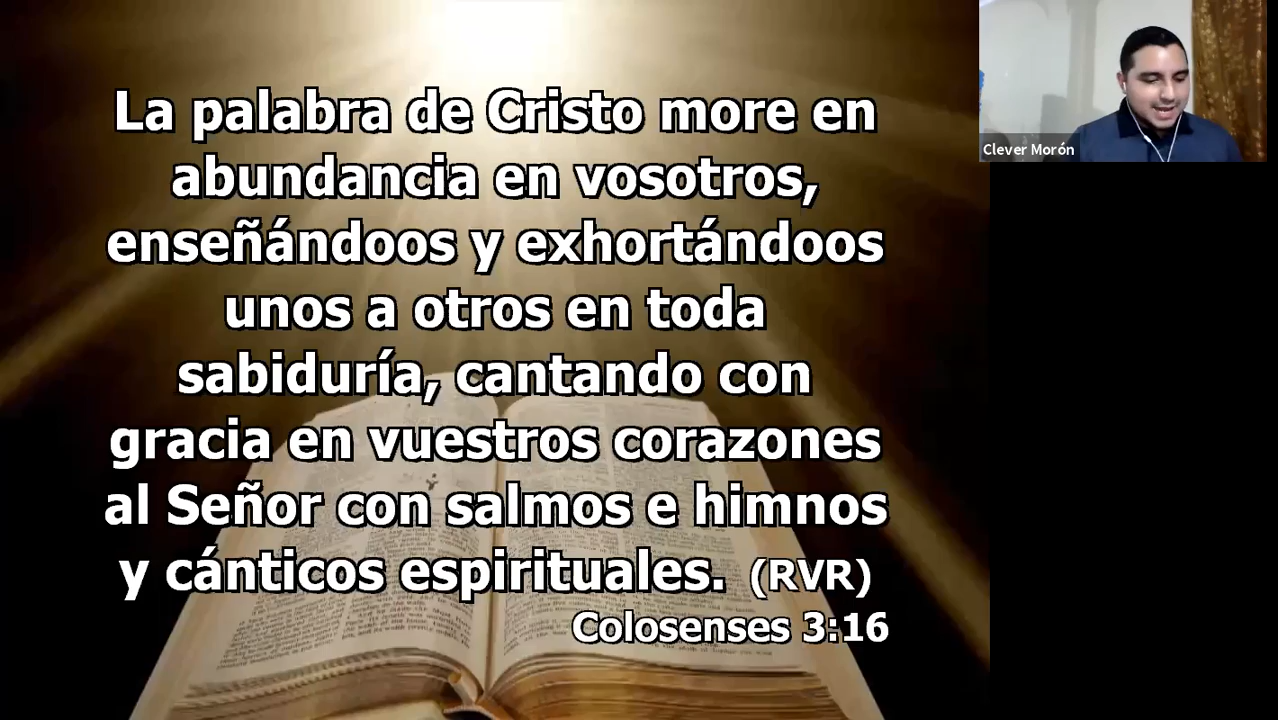 La palabra de Cristo more en
abundancia en vosotros,
enseñándoos y exhortándoos
unos a otros en toda
sabiduría, cantando con
gracia en vuestros corazones
al Señor con salmos e himnos
y cánticos espirituales. (RVR)
Colosenses 3:16
Clever Morón